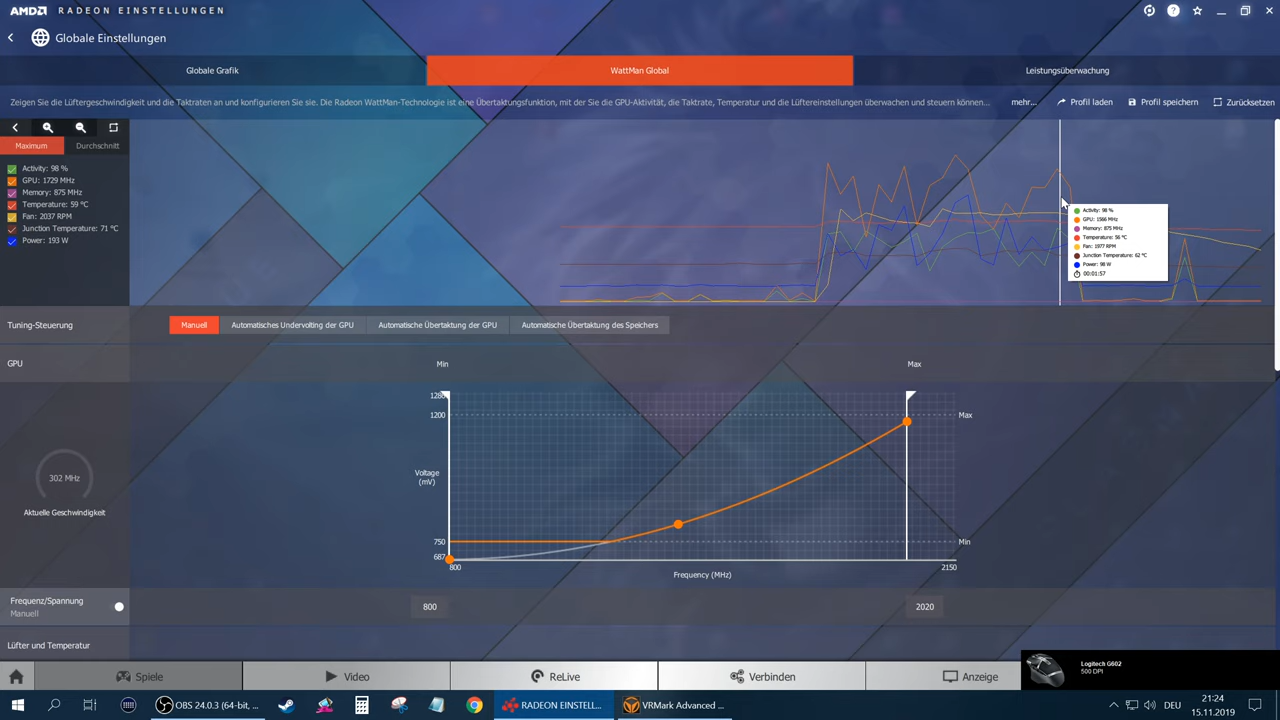 AMD RADEON EINSTELLUNGEN
Globale Einstellungen
Globale Grafik
WattMan Global
Leistungsüberwachung
Zeigen Sie die Lüftergeschwindigkeit und die Taktraten an und konfigurieren Sie sie. Die Radeon WattMan-Technologie ist eine Übertaktungsfunktion, mit der Sie die GPU-Aktivität, die Taktrate, Temperatur und die Lüftereinstellungen überwachen und steuern können...
mehr...
Profil laden
Profil speichern
Zurücksetzen
Maximum
Durchschnitt
Activity: 98 %
GPU: 1729 MHz
Memory: 875 MHz
Temperature: 59 °C
Fan: 2037 RPM
Junction Temperature: 71 °C
Power: 193 W
Activity: 98 %
GPU: 1566 MHz
Memory: 875 MHz
Temperature: 56 °C
Fan: 1977 RPM
Junction Temperature: 62 °C
Power: 98 W
00:01:57
Tuning-Steuerung
Manuell
Automatisches Undervolting der GPU
Automatische Übertaktung der GPU
Automatische Übertaktung des Speichers
GPU
Min
Max
1200
Max
Voltage
(mV)
302 MHz
Aktuelle Geschwindigkeit
750
Min
687
800
2150
Frequency (MHz)
Frequenz/Spannung
Manuell
800
2020
Lüfter und Temperatur
Spiele
Video
ReLive
Verbinden
Anzeige
Logitech G602
500 DPI
OBS 24.0.3 (64-bit, ...
RADEON EINSTELL...
VRMark Advanced ...
DEU
21:24
15.11.2019